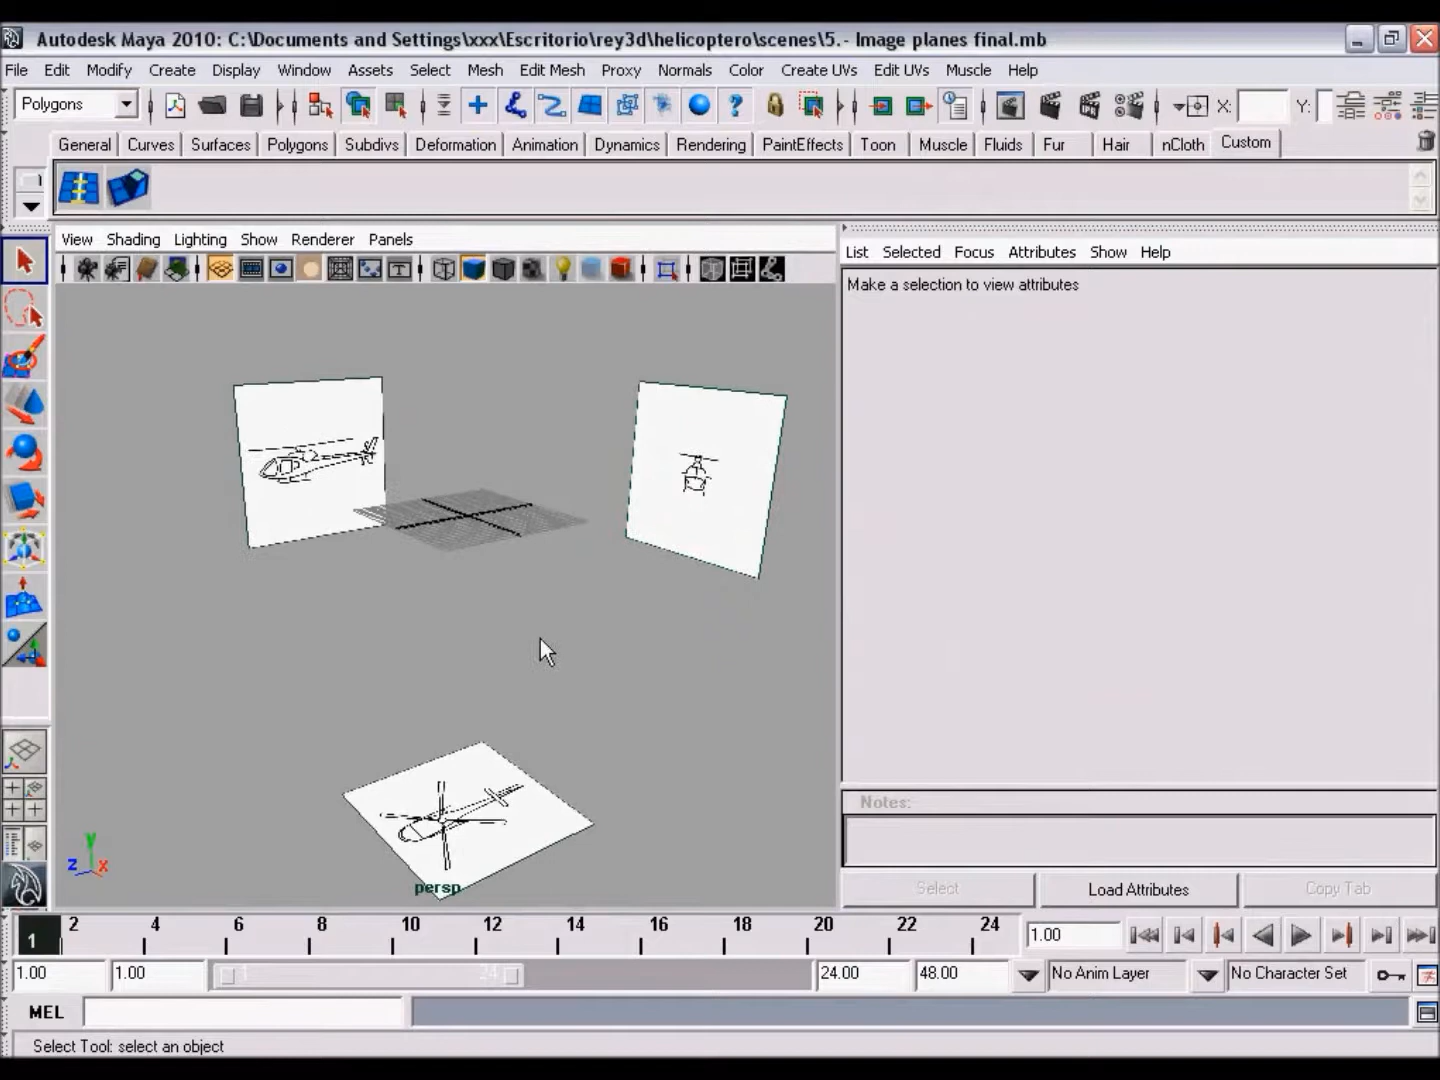 Autodesk Maya 2010: C:\Documents and Settings\xxx\Escritorio\rey3d\helicoptero\scenes\5.- Image planes final.mb
File Edit Modify Create Display Window Assets Select Mesh Edit Mesh Proxy Normals Color Create UVs Edit UVs Muscle Help
Polygons X: Y:
General Curves Surfaces Polygons Subdivs Deformation Animation Dynamics Rendering PaintEffects Toon Muscle Fluids Fur Hair nCloth Custom
View Shading Lighting Show Renderer Panels
List Selected Focus Attributes Show Help
Make a selection to view attributes
Notes:
y
z x
persp
Select Load Attributes Copy Tab
1 2 4 6 8 10 12 14 16 18 20 22 24 1.00
1.00 1.00 1 24 24.00 48.00 No Anim Layer No Character Set
MEL
Select Tool: select an object